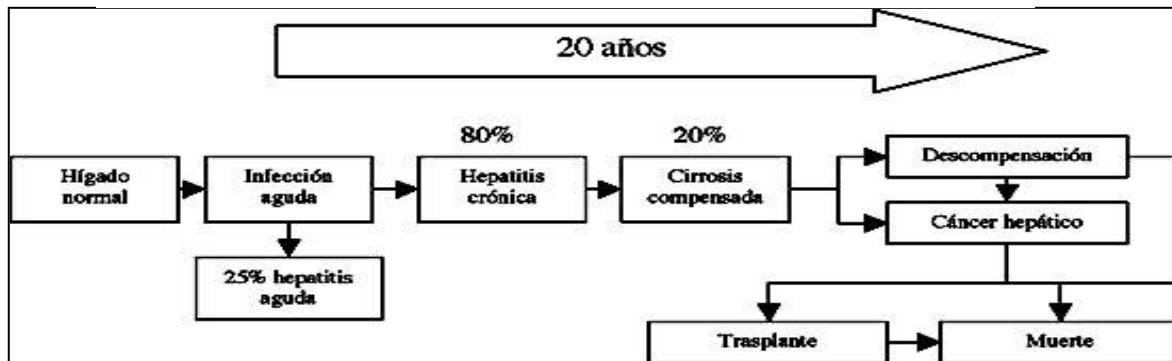 20 años
80%
20%
Hígado
normal
Infección
aguda
Hepatitis
crónica
Cirrosis
compensada
Descompensación
Cáncer hepático
25% hepatitis
aguda
Trasplante
Muerte